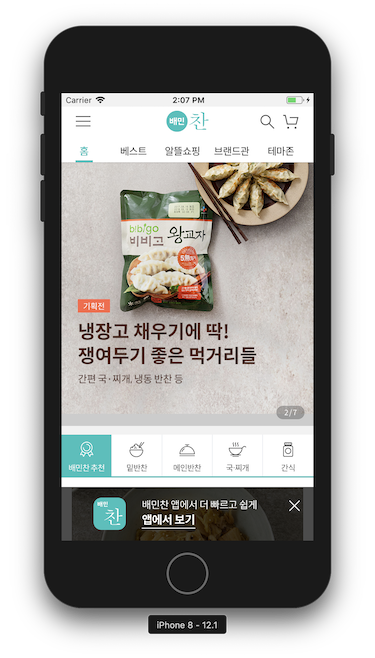 Carrier
2:07 PM
배민 찬
홈 베스트 알뜰쇼핑 브랜드관 테마존
bibigo
비비고 왕교자
기획전
냉장고 채우기에 딱!
쟁여두기 좋은 먹거리들
간편 국·찌개, 냉동 반찬 등
2/7
배민찬 추천 밑반찬 메인반찬 국·찌개 간식
배민 찬
배민찬 앱에서 더 빠르고 쉽게
앱에서 보기
iPhone 8 - 12.1